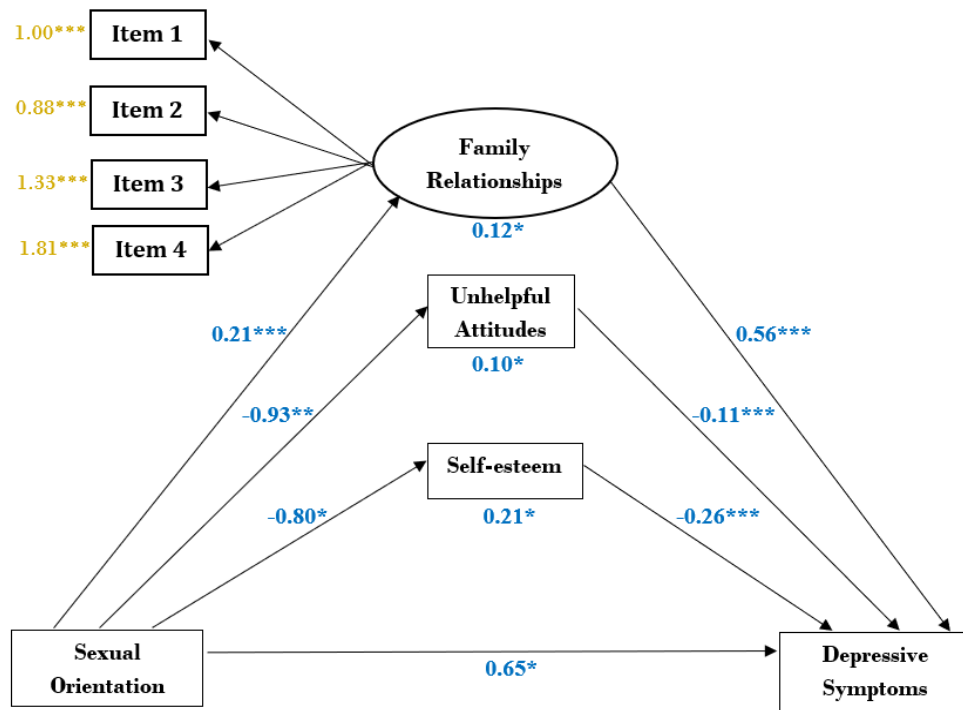 1.00***
Item 1
0.88***
Item 2
1.33***
Item 3
1.81***
Item 4
Family
Relationships
0.12*
0.21***
Unhelpful
Attitudes
0.10*
0.56***
-0.93**
-0.11***
Self-esteem
0.21*
-0.80*
-0.26***
Sexual
Orientation
0.65*
Depressive
Symptoms